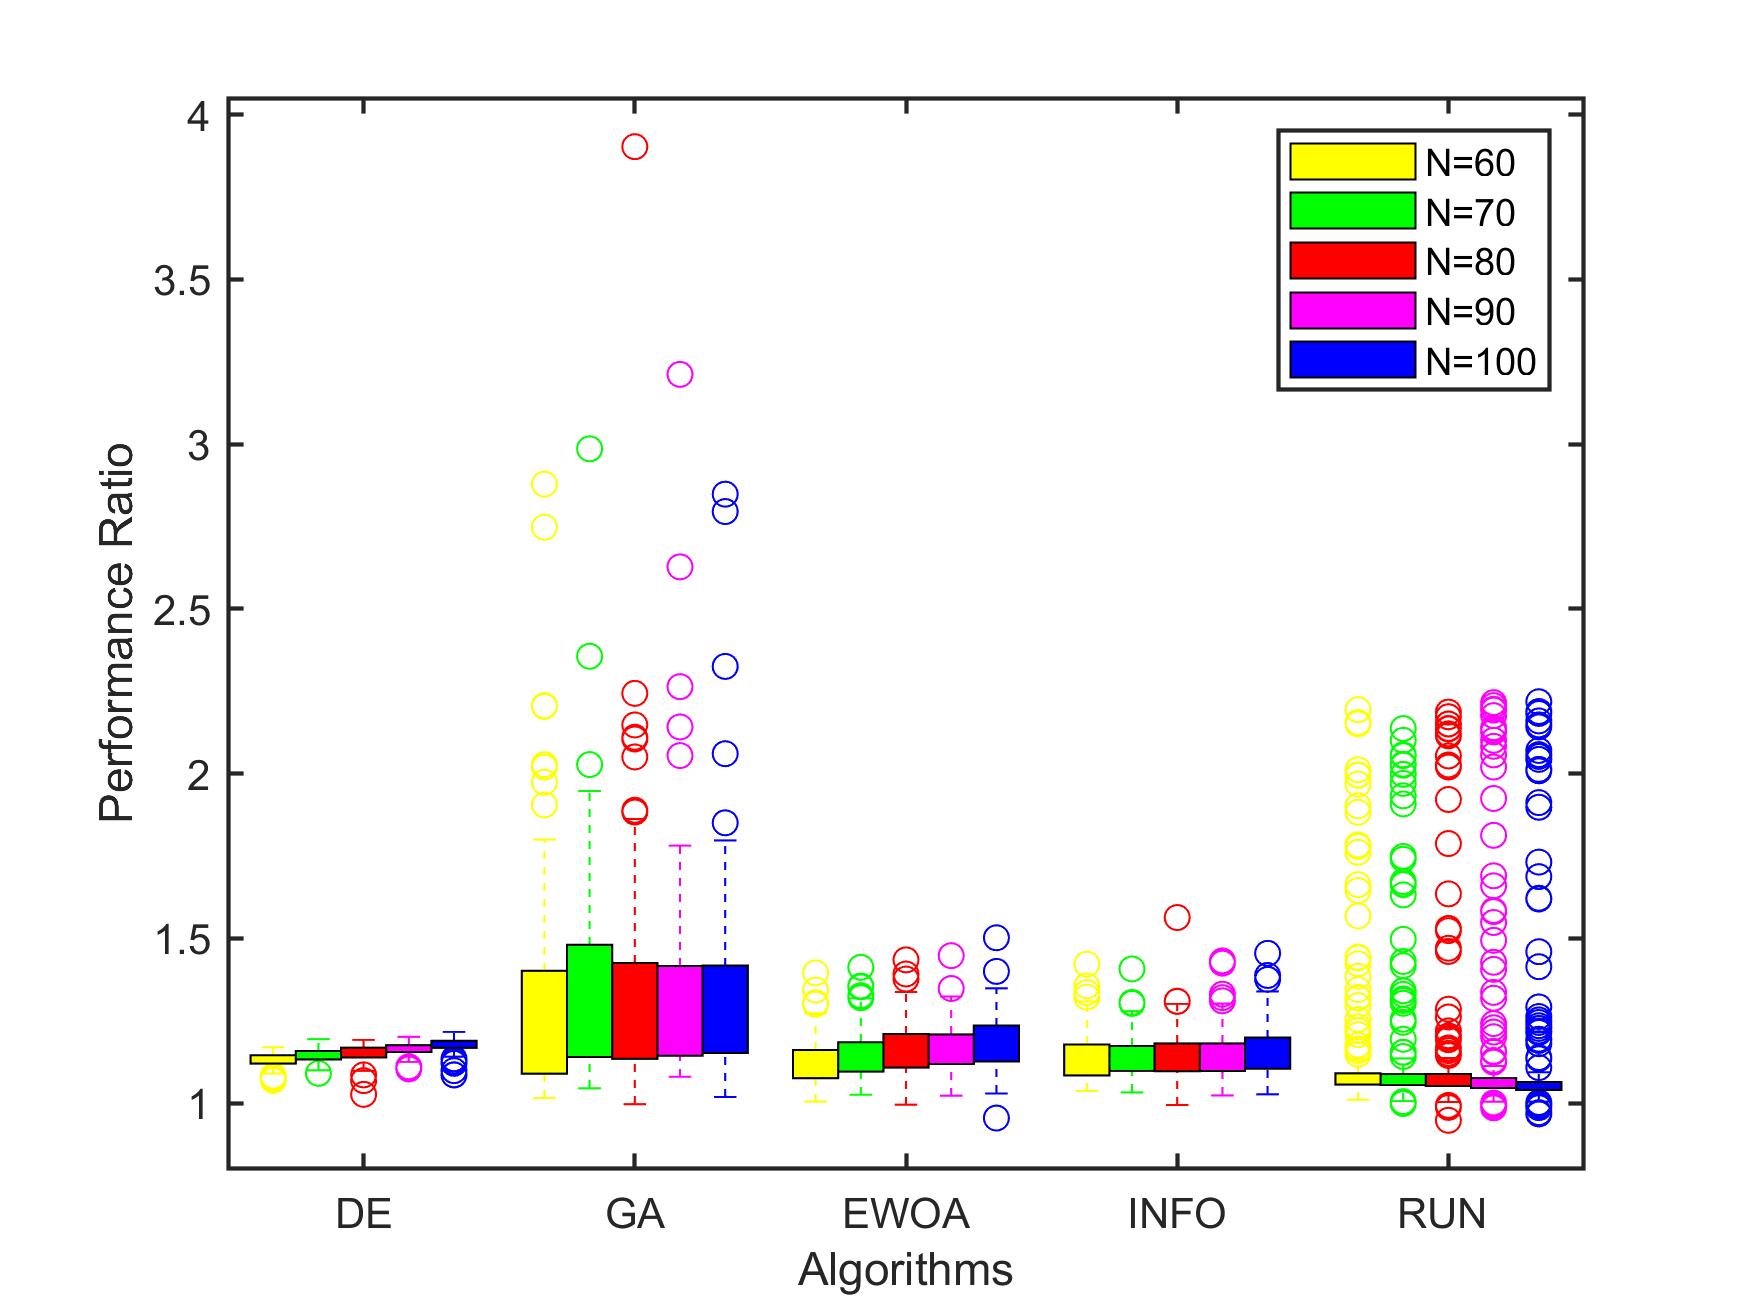 4
3.5
3
2.5
2
1.5
1
Performance Ratio
N=60
N=70
N=80
N=90
N=100
DE GA EWOA INFO RUN
Algorithms